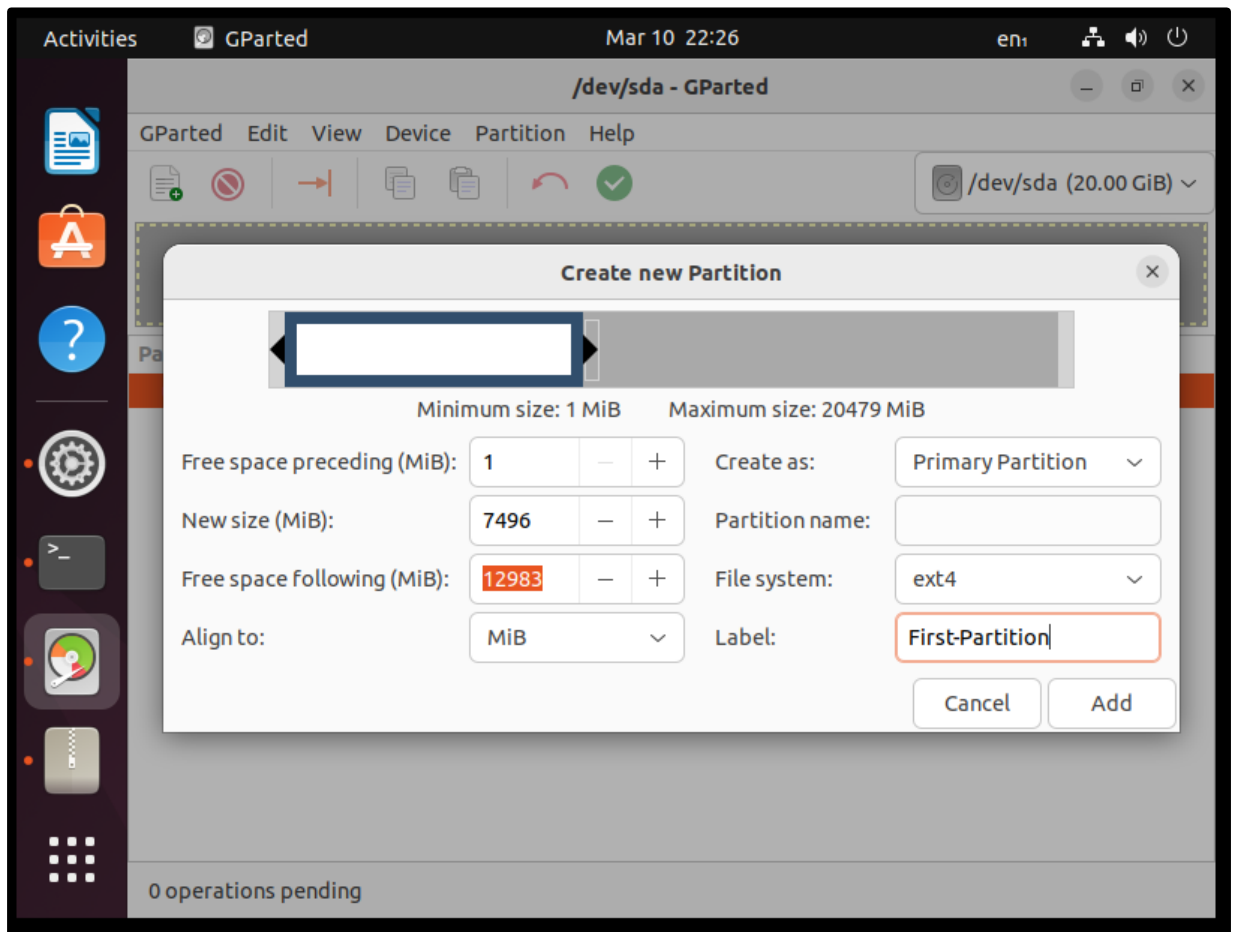 Activities GParted Mar 10 22:26 en₁
/dev/sda - GParted
GParted Edit View Device Partition Help
/dev/sda (20.00 GiB)
Create new Partition
Pa
Minimum size: 1 MiB Maximum size: 20479 MiB
Free space preceding (MiB): 1 Create as: Primary Partition
New size (MiB): 7496 Partition name:
Free space following (MiB): 12983 File system: ext4
Align to: MiB Label: First-Partition
Cancel Add
0 operations pending